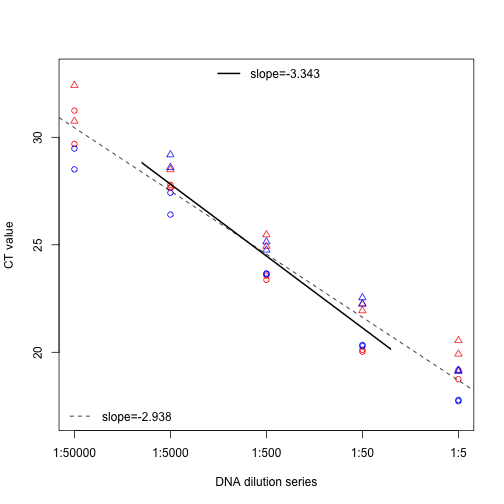 slope=-3.343
30
25
20
CT value
slope=-2.938
1:50000 1:5000 1:500 1:50 1:5
DNA dilution series